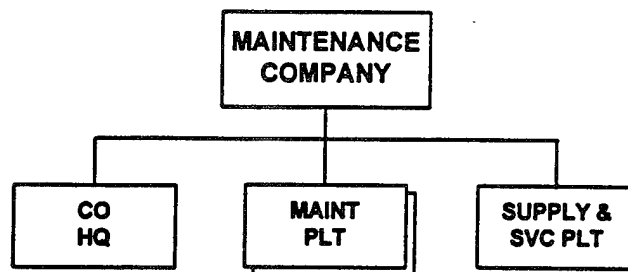 MAINTENANCE
COMPANY
CO
HQ
MAINT
PLT
SUPPLY &
SVC PLT